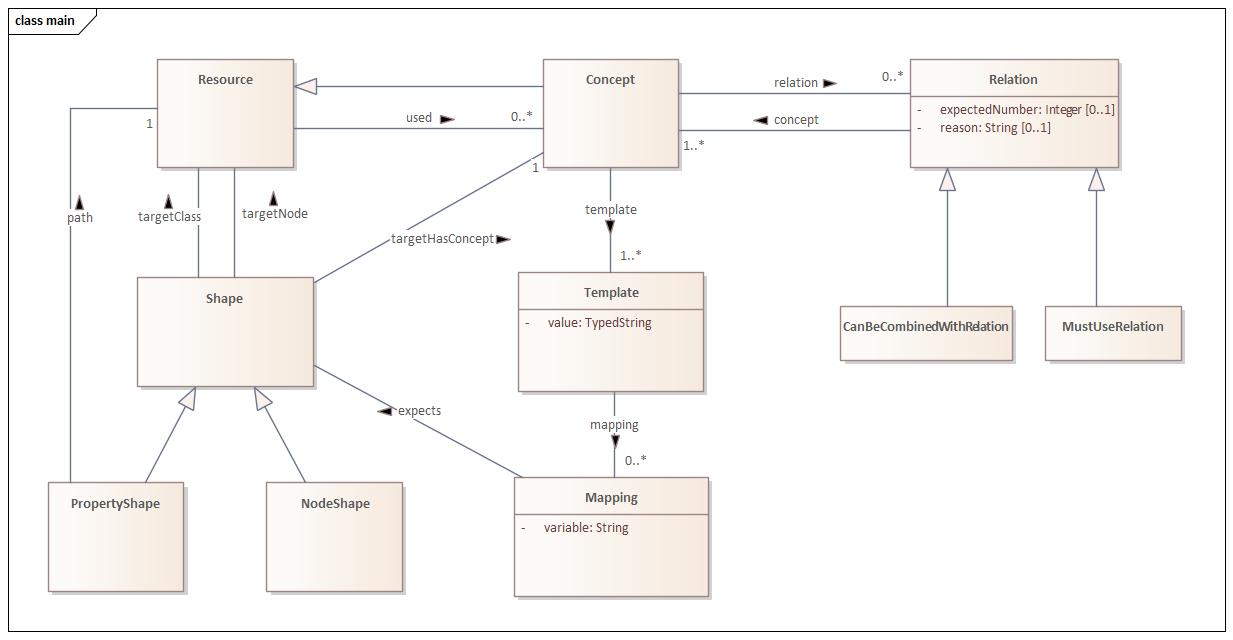 class main
Resource
Concept
Relation
relation
0..*
- expectedNumber: Integer [0..1]
- reason: String [0..1]
used
0..*
concept
1..*
1
1
path
targetClass
targetNode
template
targetHasConcept
1..*
Shape
Template
- value: TypedString
CanBeCombinedWithRelation
MustUseRelation
expects
mapping
0..*
PropertyShape
NodeShape
Mapping
- variable: String